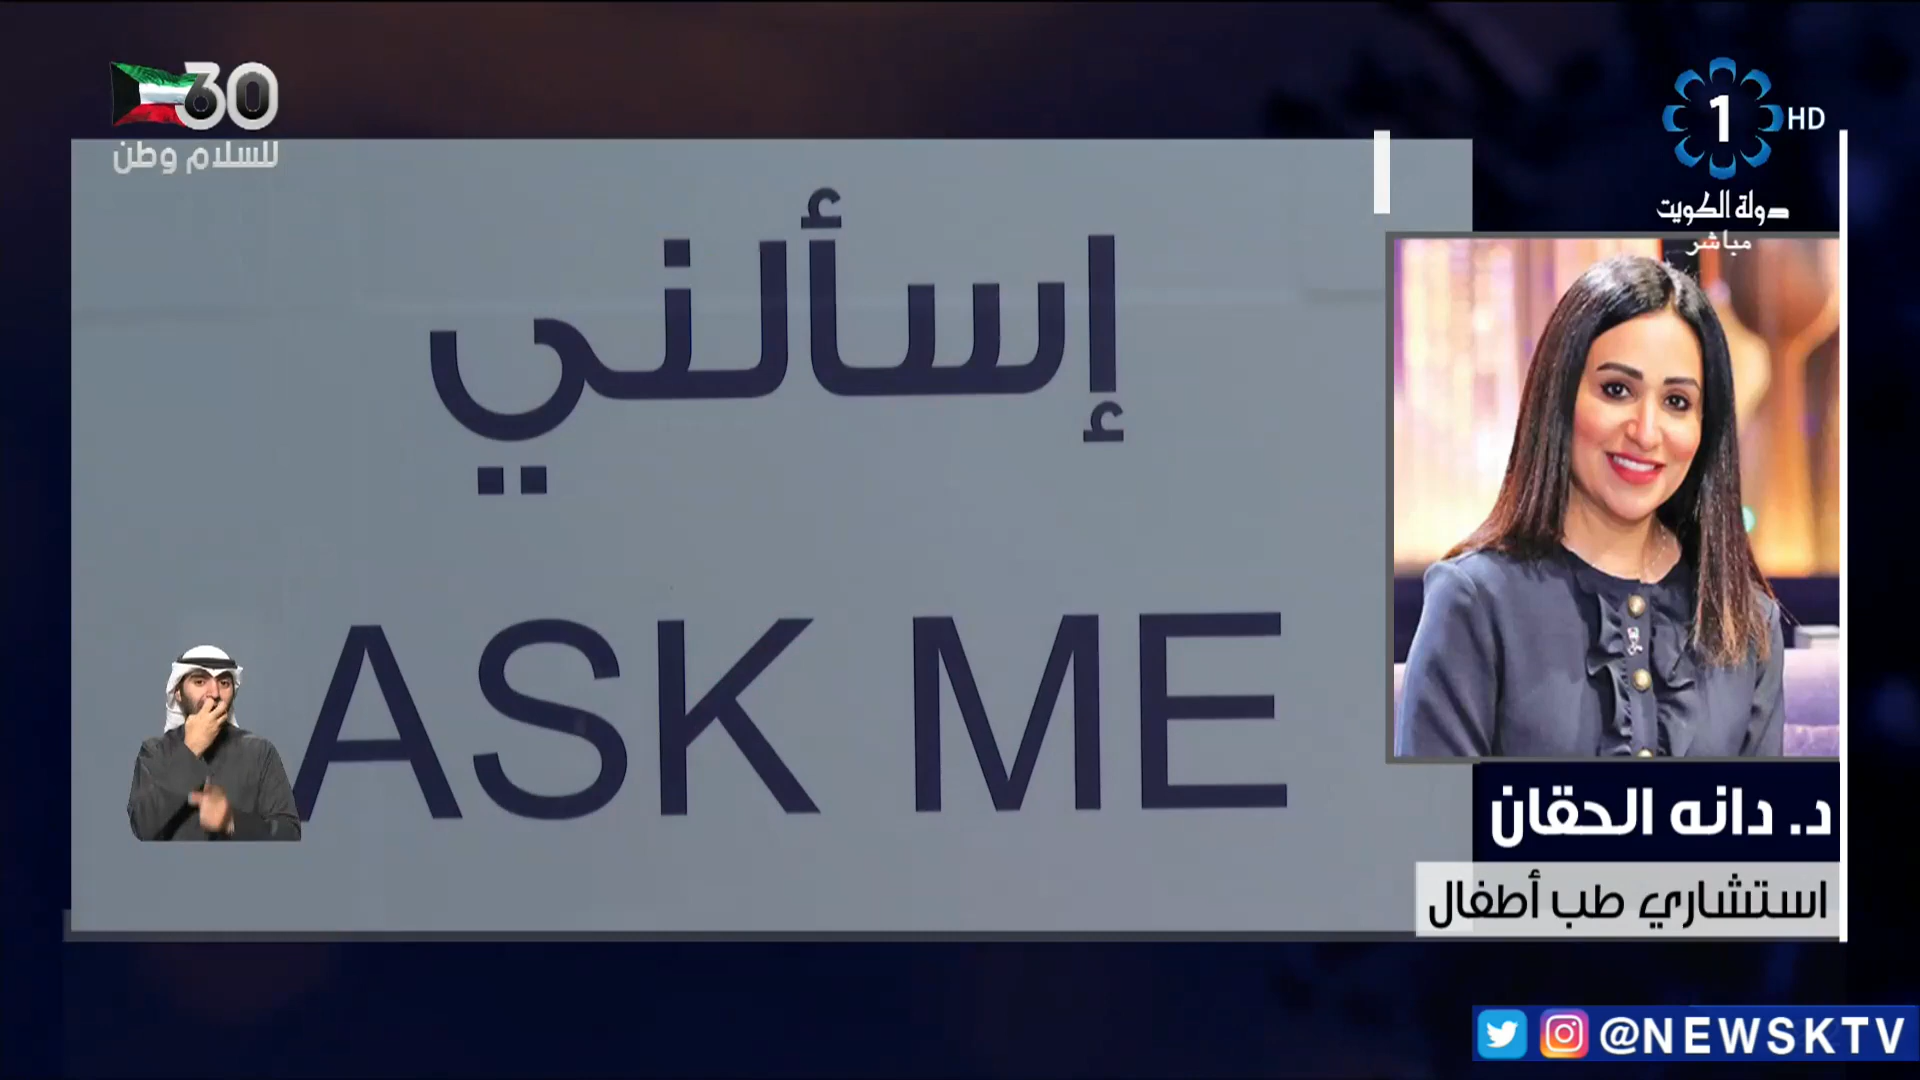 30
للسلام وطن
1 HD
دولة الكويت
مباشر
إسألني
ASK ME
د. دانه الحقان
استشاري طب أطفال
@NEWSKTV